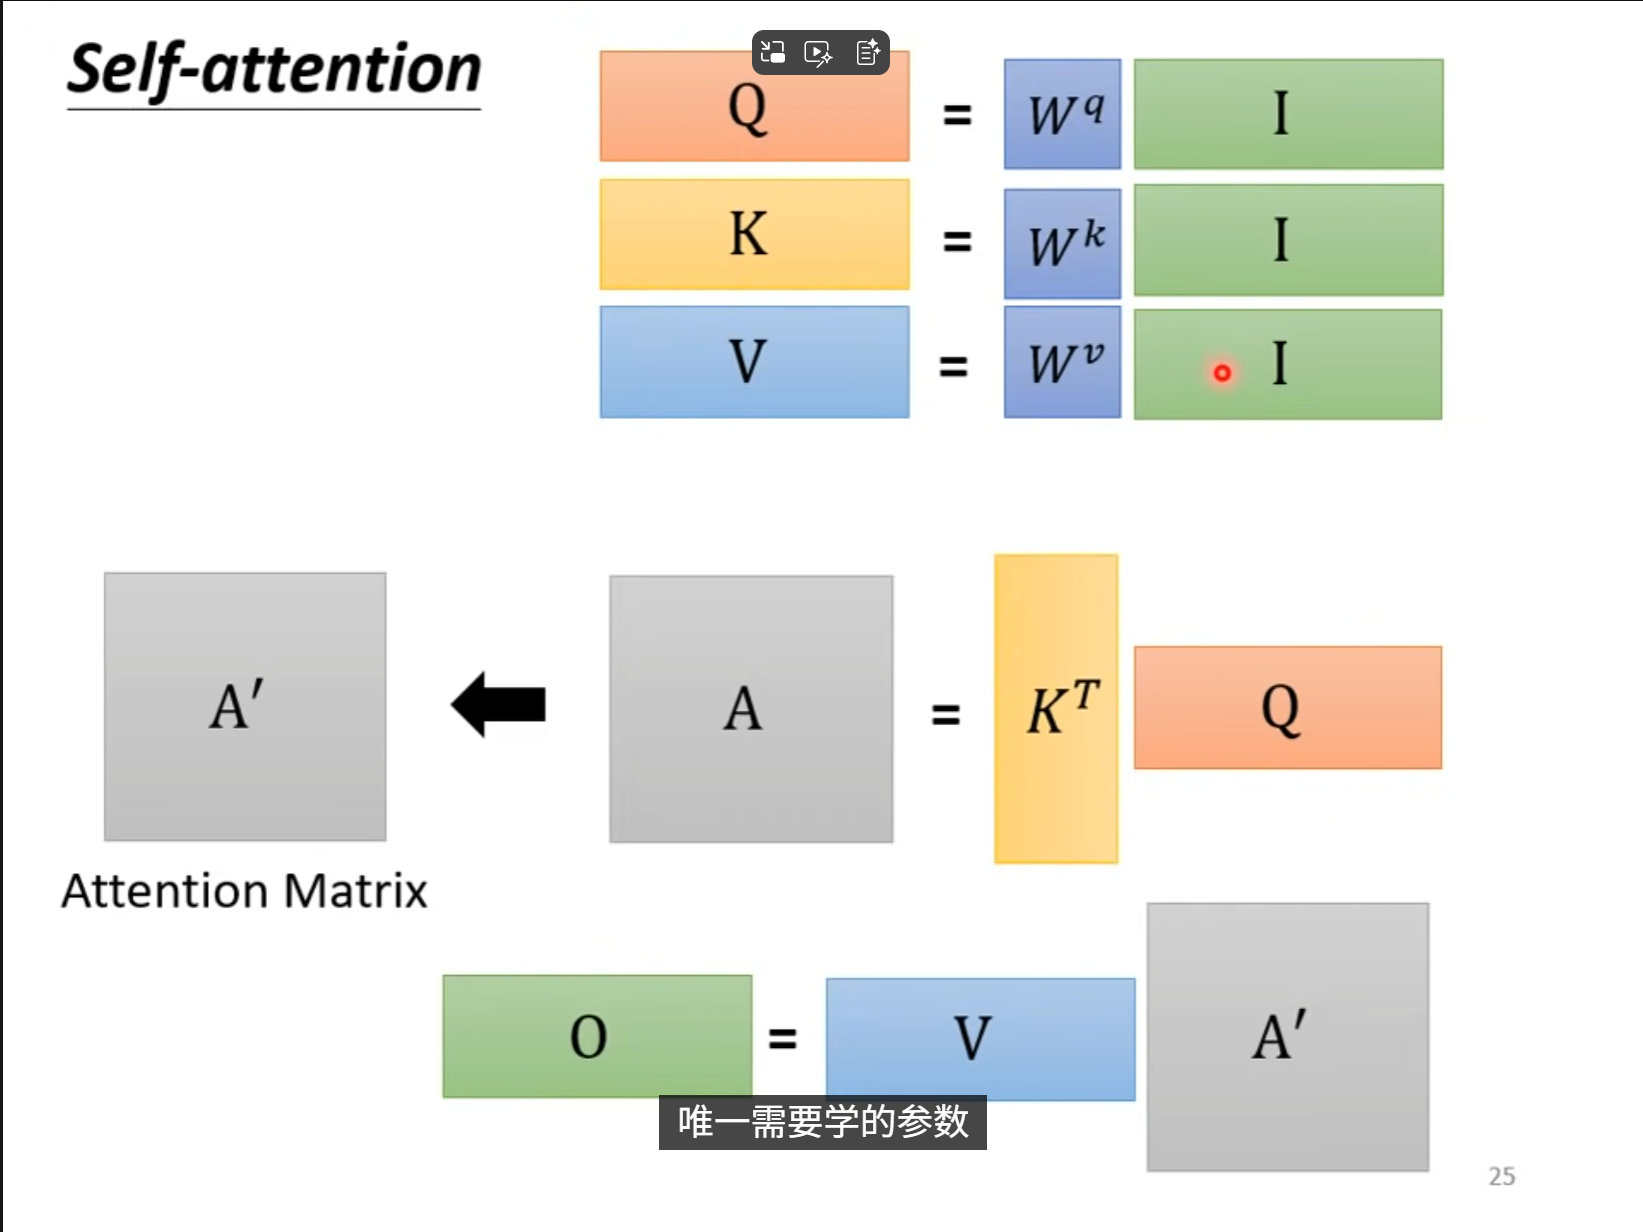 Self-attention
Q = W^q I
K = W^k I
V = W^v I
A′ A = K^T Q
Attention Matrix
O = V A′
唯一需要学的参数
25